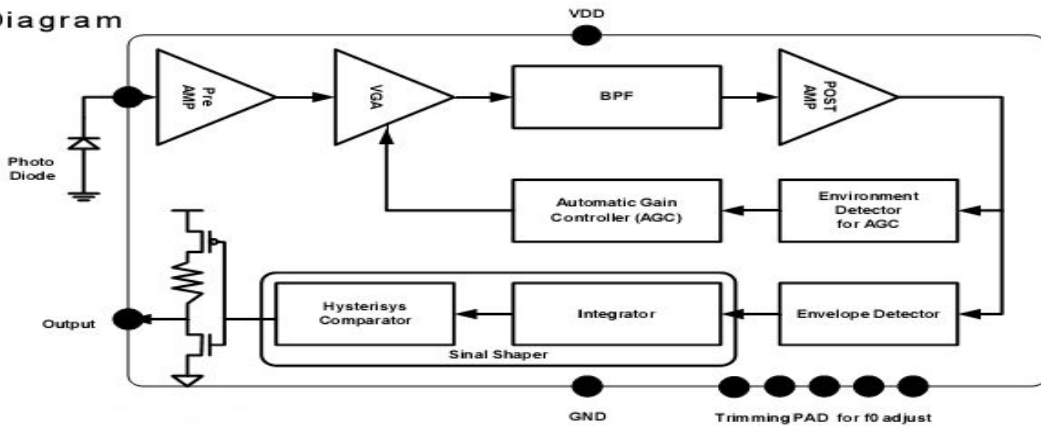 Diagram
VDD
Pre
AMP
VGA
BPF
POST
AMP
Photo
Diode
Automatic Gain
Controller (AGC)
Environment
Detector
for AGC
Output
Hysterisys
Comparator
Integrator
Envelope Detector
Sinal Shaper
GND
Trimming PAD for f0 adjust